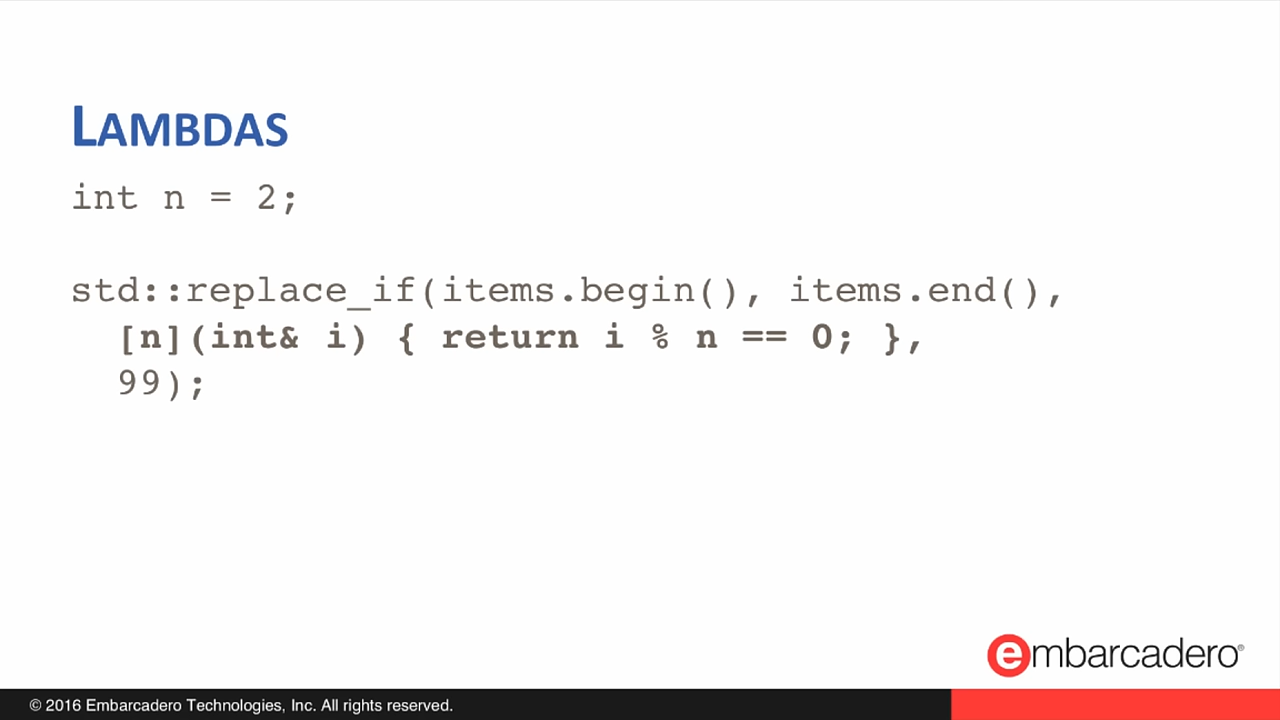 LAMBDAS
int n = 2;
std::replace_if(items.begin(), items.end(),
[n](int& i) { return i % n == 0; },
99);
embarcadero®
© 2016 Embarcadero Technologies, Inc. All rights reserved.